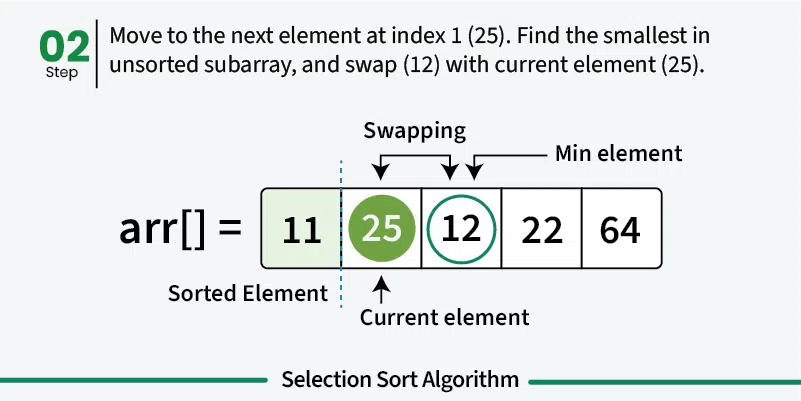 02
Step
Move to the next element at index 1 (25). Find the smallest in
unsorted subarray, and swap (12) with current element (25).
Swapping
Min element
arr[] = 11 25 12 22 64
Sorted Element
Current element
Selection Sort Algorithm